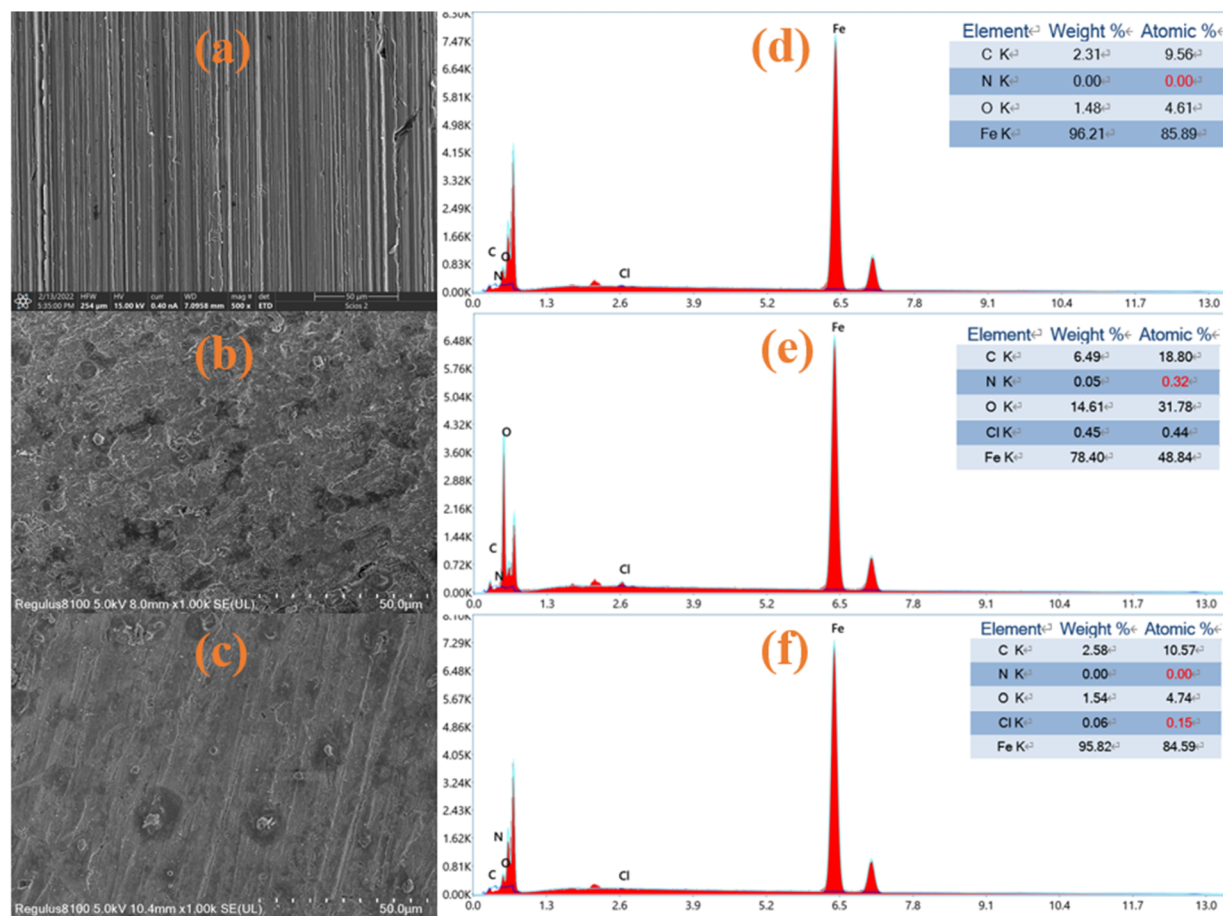 (a)
2/13/2022 HFW HV curr WD mag ⊞ det 50 μm
5:35:00 PM 254 μm 15.00 kV 0.40 nA 7.0958 mm 500 x ETD Scios 2
(d)
8.30K
7.47K
6.64K
5.81K
4.98K
4.15K
3.32K
2.49K
1.66K
0.83K
0.00K
C
N
O
Cl
Fe
0.0 1.3 2.6 3.9 5.2 6.5 7.8 9.1 10.4 11.7 13.0
Element Weight % Atomic %
C K 2.31 9.56
N K 0.00 0.00
O K 1.48 4.61
Fe K 96.21 85.89
(b)
Regulus8100 5.0kV 8.0mm x1.00k SE(UL) 50.0μm
(e)
6.48K
5.76K
5.04K
4.32K
3.60K
2.88K
2.16K
1.44K
0.72K
0.00K
O
C
N
Cl
Fe
0.0 1.3 2.6 3.9 5.2 6.5 7.8 9.1 10.4 11.7 13.0
Element Weight % Atomic %
C K 6.49 18.80
N K 0.05 0.32
O K 14.61 31.78
Cl K 0.45 0.44
Fe K 78.40 48.84
(c)
Regulus8100 5.0kV 10.4mm x1.00k SE(UL) 50.0μm
(f)
8.10K
7.29K
6.48K
5.67K
4.86K
4.05K
3.24K
2.43K
1.62K
0.81K
0.00K
N
O
C
Cl
Fe
0.0 1.3 2.6 3.9 5.2 6.5 7.8 9.1 10.4 11.7 13.0
Element Weight % Atomic %
C K 2.58 10.57
N K 0.00 0.00
O K 1.54 4.74
Cl K 0.06 0.15
Fe K 95.82 84.59